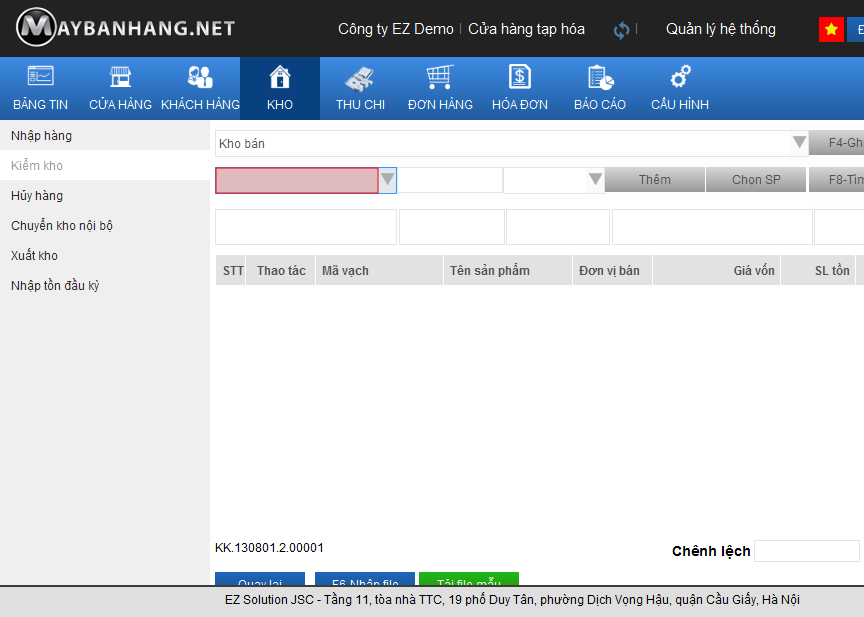 MAYBANHANG.NET
Công ty EZ Demo | Cửa hàng tạp hóa
Quản lý hệ thống
BẢNG TIN
CỬA HÀNG
KHÁCH HÀNG
KHO
THU CHI
ĐƠN HÀNG
HÓA ĐƠN
BÁO CÁO
CẤU HÌNH
Nhập hàng
Kiểm kho
Hủy hàng
Chuyển kho nội bộ
Xuất kho
Nhập tồn đầu kỳ
Kho bán
F4-Gh
Thêm
Chọn SP
F8-Tìm
STT
Thao tác
Mã vạch
Tên sản phẩm
Đơn vị bán
Giá vốn
SL tồn
KK.130801.2.00001
Chênh lệch
Quay lại
F6-Nhập file
Tải file mẫu
EZ Solution JSC - Tầng 11, tòa nhà TTC, 19 phố Duy Tân, phường Dịch Vọng Hậu, quận Cầu Giấy, Hà Nội